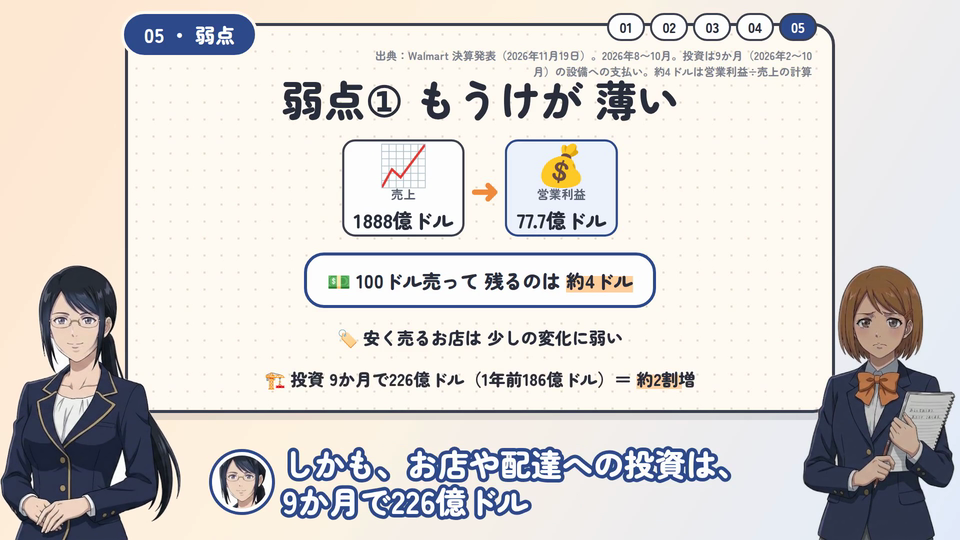 05 ・ 弱点
01 02 03 04 05
出典：Walmart 決算発表（2026年11月19日）。2026年8〜10月。投資は9か月（2026年2〜10
月）の設備への支払い。約4ドルは営業利益÷売上の計算
弱点① もうけが 薄い
売上
1888億ドル
営業利益
77.7億ドル
100ドル売って 残るのは 約4ドル
安く売るお店は 少しの変化に弱い
投資 9か月で226億ドル（1年前186億ドル）＝ 約2割増
しかも、お店や配達への投資は、
9か月で226億ドル